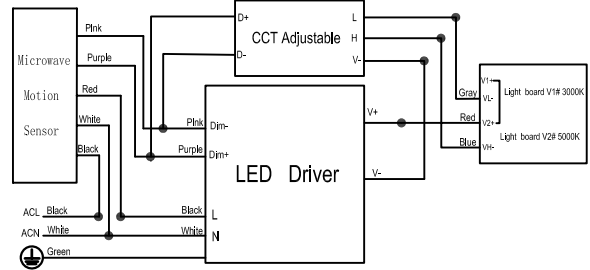 Microwave
Motion
Sensor
PInk
Purple
Red
White
Black
D+
D-
CCT Adjustable
L
H
V-
PInk
Purple
Black
White
Dim-
Dim+
L
N
LED Driver
V+
V-
Gray
Red
Blue
V1+
VL-
V2+
VH-
Light board V1# 3000K
Light board V2# 5000K
ACL Black
ACN White
Green